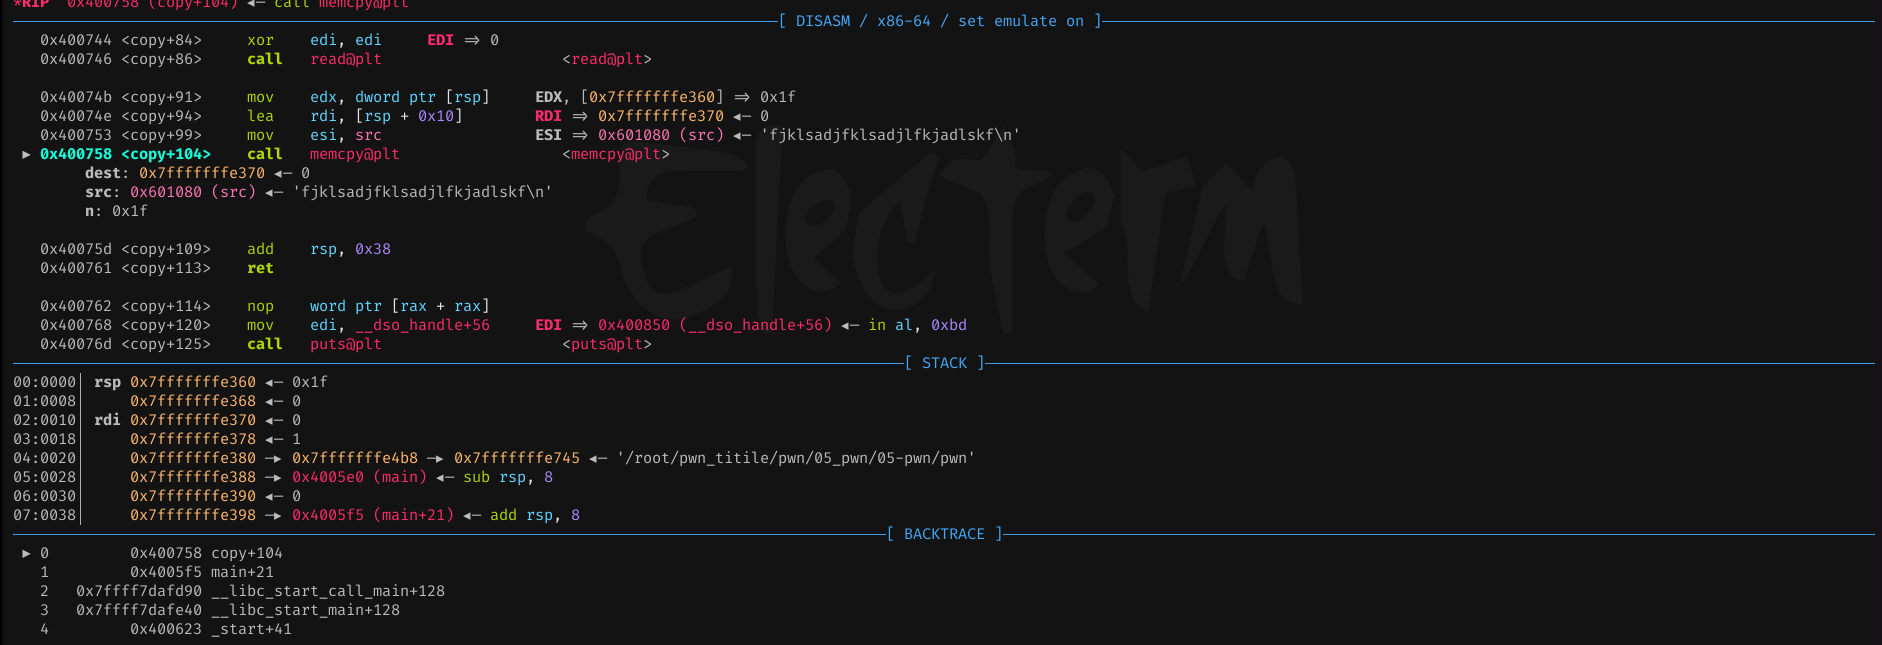 *RIP  0x400758 (copy+104) ◂— call memcpy@plt
[ DISASM / x86-64 / set emulate on ]
0x400744 <copy+84>     xor    edi, edi     EDI => 0
0x400746 <copy+86>     call   read@plt                    <read@plt>
0x40074b <copy+91>     mov    edx, dword ptr [rsp]     EDX, [0x7fffffffe360] => 0x1f
0x40074e <copy+94>     lea    rdi, [rsp + 0x10]        RDI => 0x7fffffffe370 ◂— 0
0x400753 <copy+99>     mov    esi, src                 ESI => 0x601080 (src) ◂— 'fjklsadjfklsadjlfkjadlskf\n'
► 0x400758 <copy+104>    call   memcpy@plt                  <memcpy@plt>
dest: 0x7fffffffe370 ◂— 0
src: 0x601080 (src) ◂— 'fjklsadjfklsadjlfkjadlskf\n'
n: 0x1f
0x40075d <copy+109>    add    rsp, 0x38
0x400761 <copy+113>    ret
0x400762 <copy+114>    nop    word ptr [rax + rax]
0x400768 <copy+120>    mov    edi, __dso_handle+56     EDI => 0x400850 (__dso_handle+56) ◂— in al, 0xbd
0x40076d <copy+125>    call   puts@plt                    <puts@plt>
[ STACK ]
00:0000│ rsp 0x7fffffffe360 ◂— 0x1f
01:0008│     0x7fffffffe368 ◂— 0
02:0010│ rdi 0x7fffffffe370 ◂— 0
03:0018│     0x7fffffffe378 ◂— 1
04:0020│     0x7fffffffe380 —▸ 0x7fffffffe4b8 —▸ 0x7fffffffe745 ◂— '/root/pwn_titile/pwn/05_pwn/05-pwn/pwn'
05:0028│     0x7fffffffe388 —▸ 0x4005e0 (main) ◂— sub rsp, 8
06:0030│     0x7fffffffe390 ◂— 0
07:0038│     0x7fffffffe398 —▸ 0x4005f5 (main+21) ◂— add rsp, 8
[ BACKTRACE ]
► 0         0x400758 copy+104
1         0x4005f5 main+21
2   0x7ffff7dafd90 __libc_start_call_main+128
3   0x7ffff7dafe40 __libc_start_main+128
4         0x400623 _start+41
Electerm